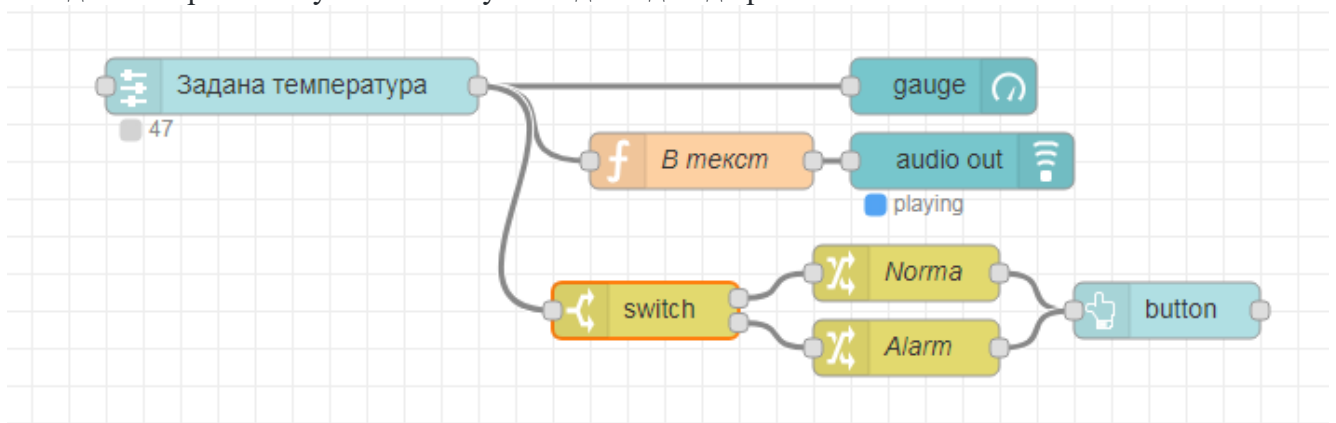 Задана температура
gauge
47
В текст
audio out
playing
Norma
switch
button
Alarm